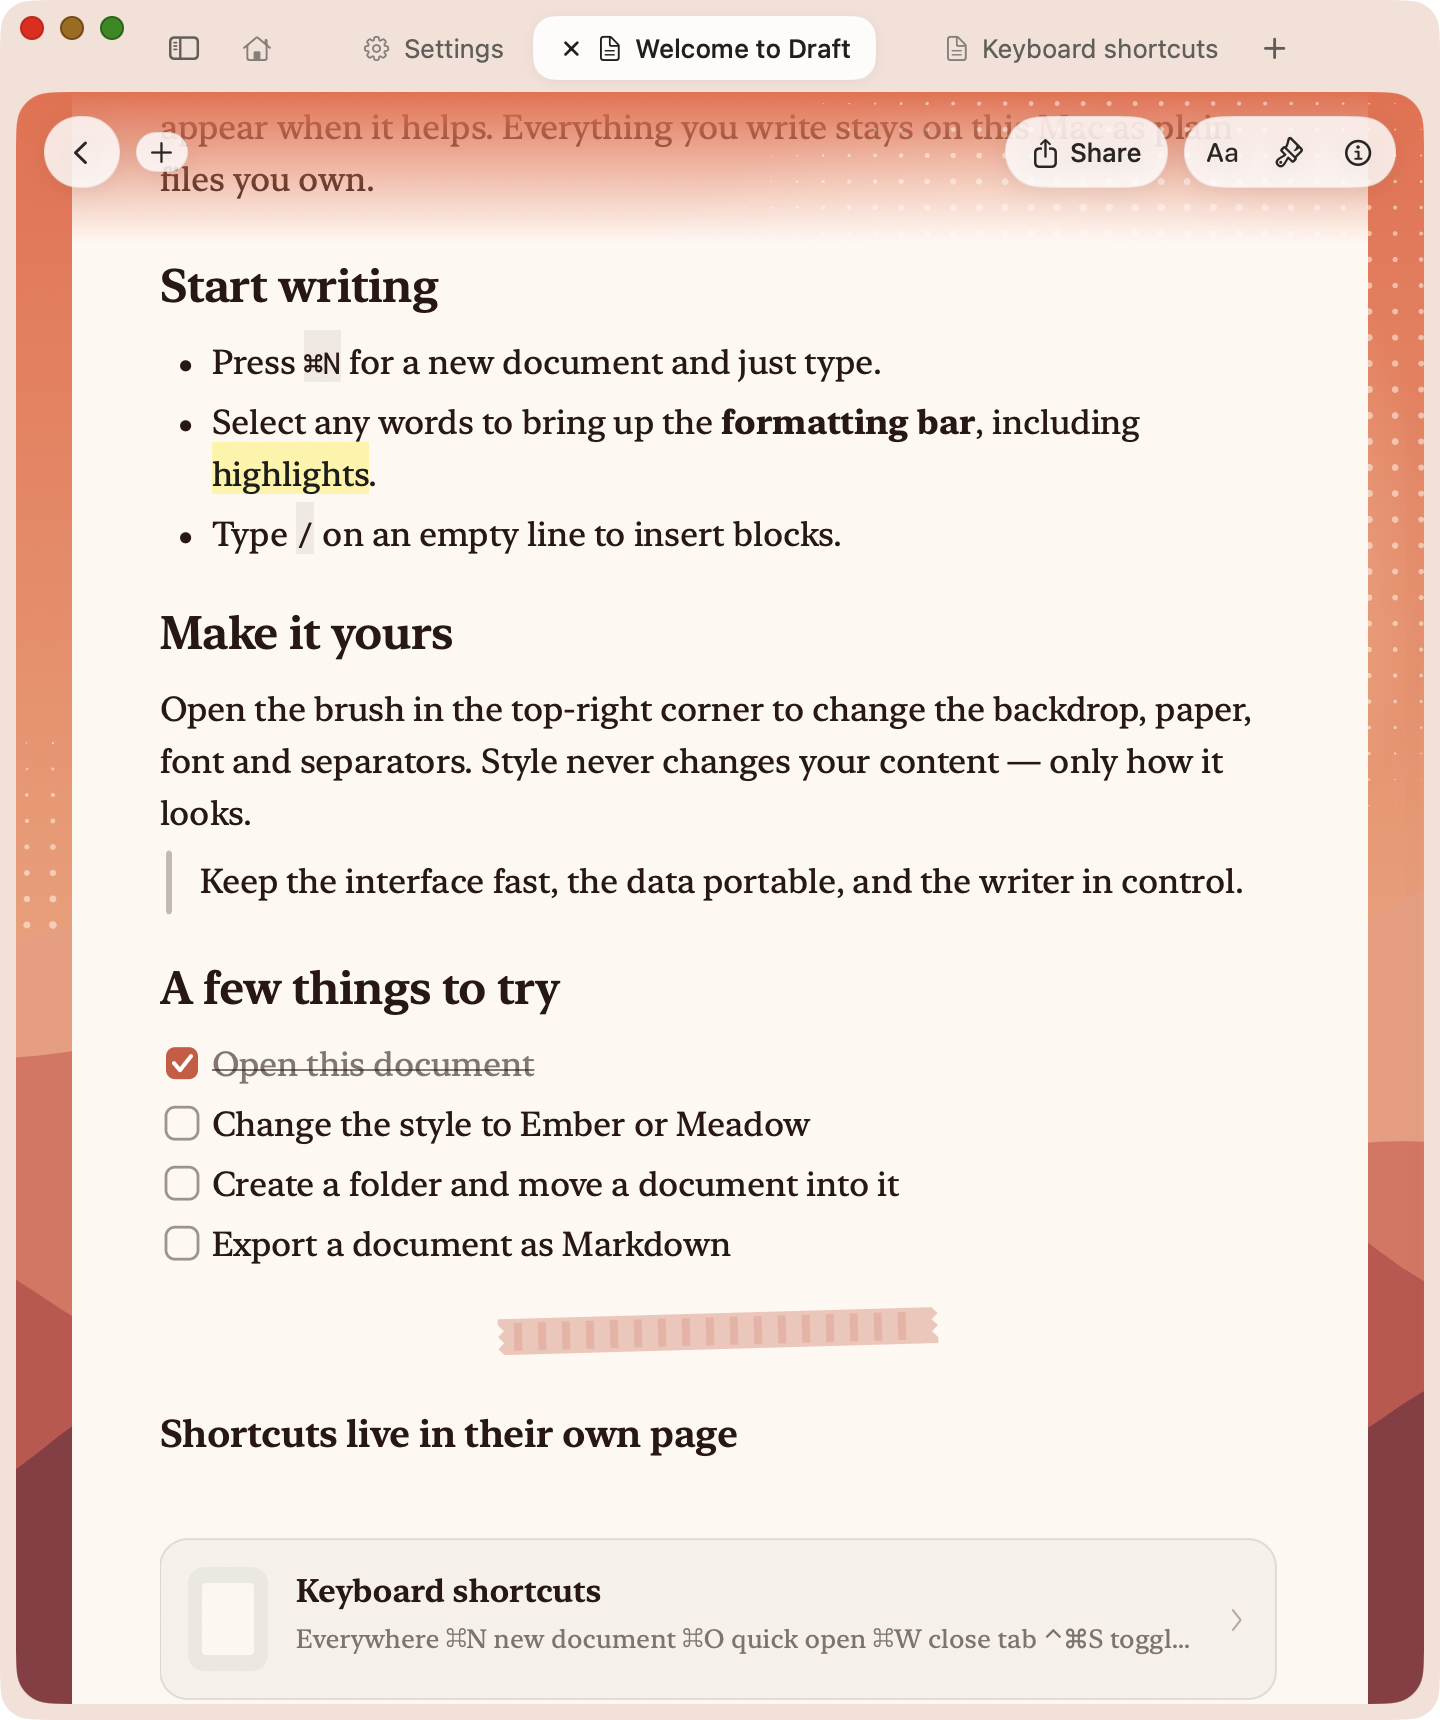 Settings
Welcome to Draft
Keyboard shortcuts
appear when it helps. Everything you write stays on this Mac as plain
files you own.
Share
Aa
Start writing
• Press ⌘N for a new document and just type.
• Select any words to bring up the formatting bar, including
highlights.
• Type / on an empty line to insert blocks.
Make it yours
Open the brush in the top-right corner to change the backdrop, paper,
font and separators. Style never changes your content — only how it
looks.
Keep the interface fast, the data portable, and the writer in control.
A few things to try
Open this document
Change the style to Ember or Meadow
Create a folder and move a document into it
Export a document as Markdown
Shortcuts live in their own page
Keyboard shortcuts
Everywhere ⌘N new document ⌘O quick open ⌘W close tab ^⌘S toggl...